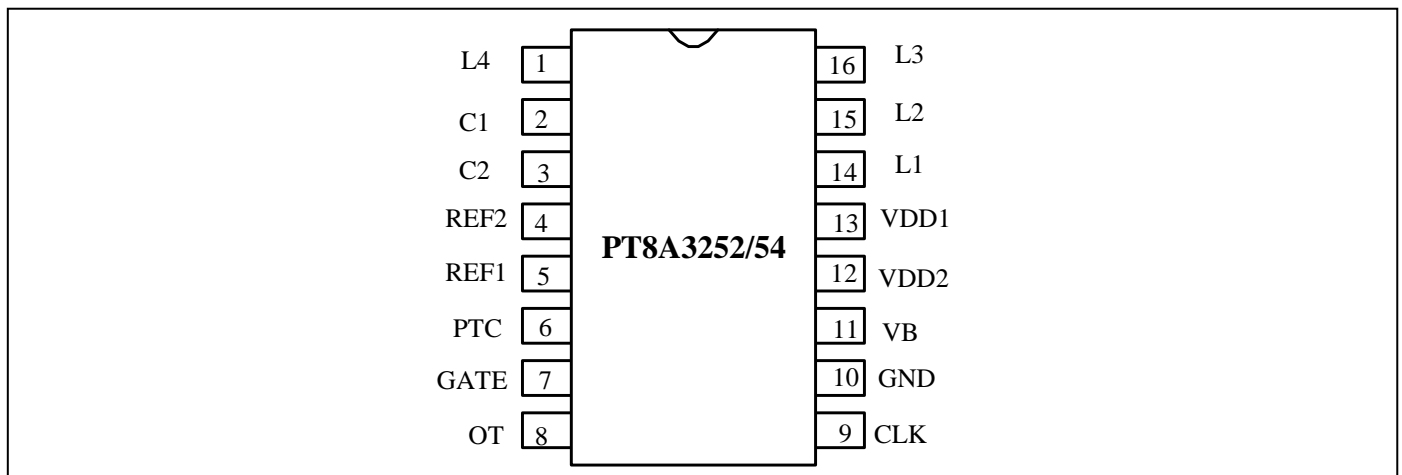 L4 1 16 L3
C1 2 15 L2
C2 3 14 L1
REF2 4 13 VDD1
PT8A3252/54
REF1 5 12 VDD2
PTC 6 11 VB
GATE 7 10 GND
OT 8 9 CLK